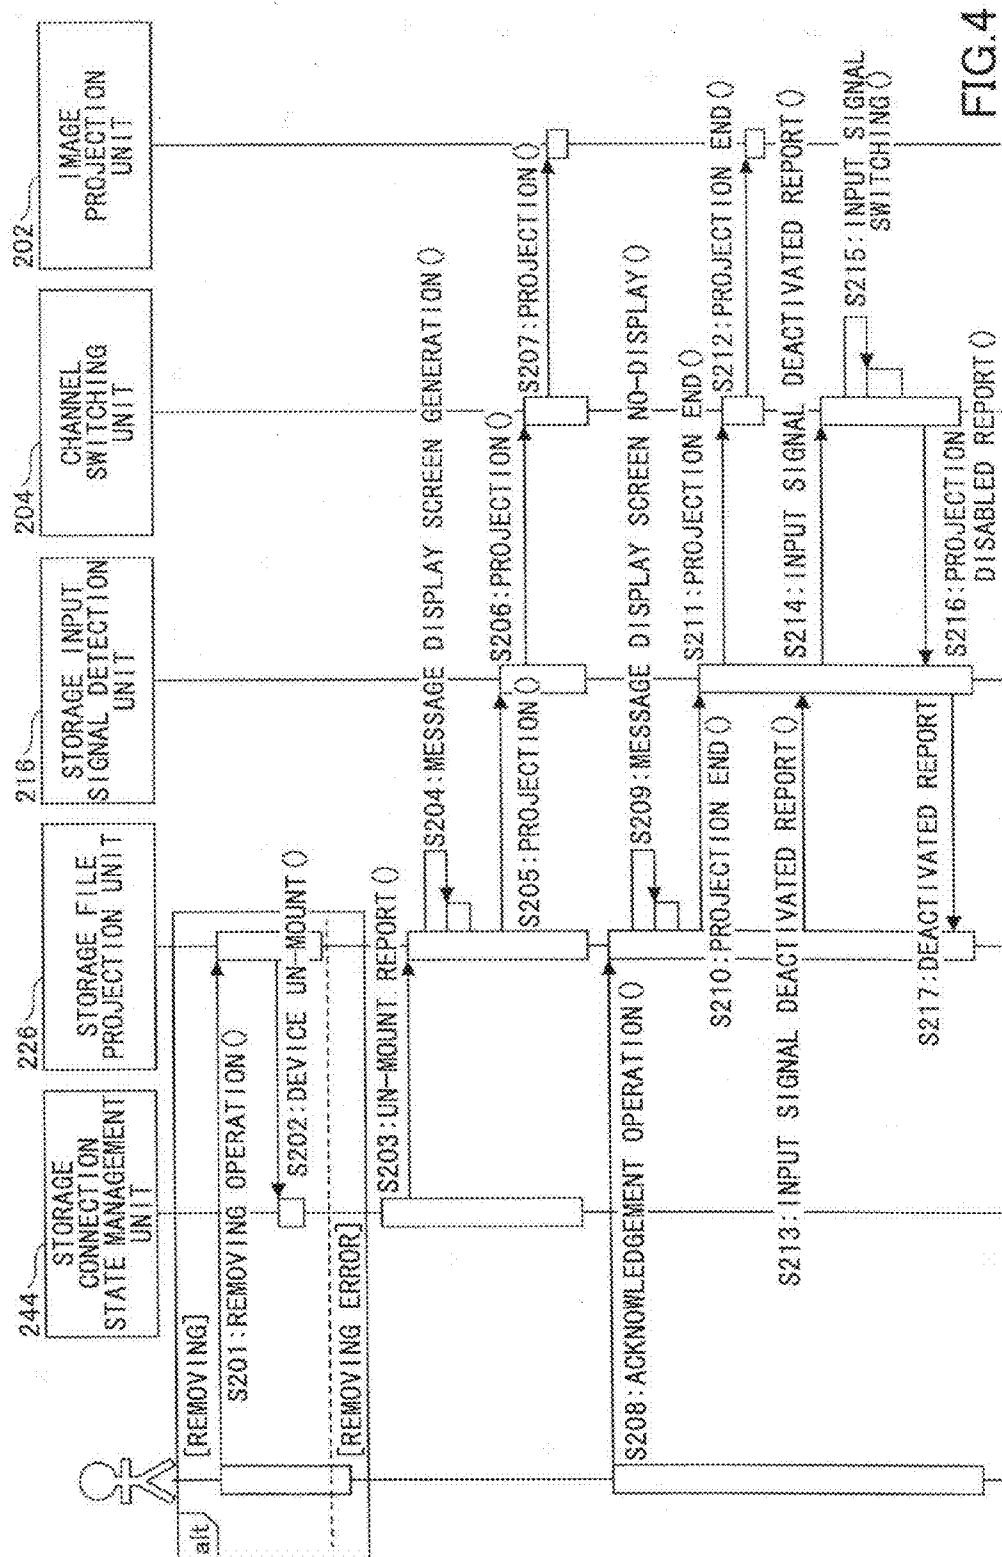 244
STORAGE
CONNECTION
STATE MANAGEMENT
UNIT
226
STORAGE FILE
PROJECTION UNIT
216
STORAGE INPUT
SIGNAL DETECTION
UNIT
204
CHANNEL
SWITCHING
UNIT
202
IMAGE
PROJECTION
UNIT
alt
[REMOVING]
S201:REMOVING OPERATION()
S202:DEVICE UN-MOUNT()
[REMOVING ERROR]
S203:UN-MOUNT REPORT()
S204:MESSAGE DISPLAY SCREEN GENERATION()
S205:PROJECTION()
S206:PROJECTION()
S207:PROJECTION()
S208:ACKNOWLEDGEMENT OPERATION()
S209:MESSAGE DISPLAY SCREEN NO-DISPLAY()
S210:PROJECTION END()
S211:PROJECTION END()
S212:PROJECTION END()
S213:INPUT SIGNAL DEACTIVATED REPORT()
S214:INPUT SIGNAL DEACTIVATED REPORT()
S215:INPUT SIGNAL
SWITCHING()
S216:PROJECTION
DISABLED REPORT()
S217:DEACTIVATED REPORT
FIG.4